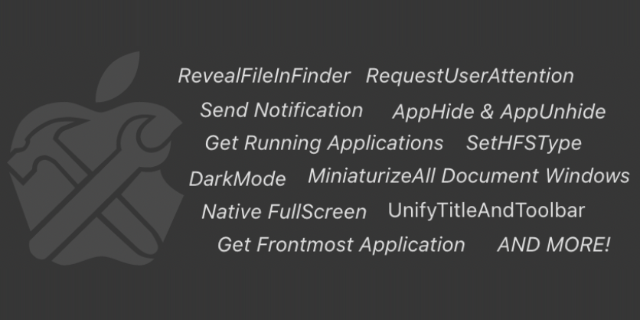 RevealFileInFinder RequestUserAttention
Send Notification AppHide & AppUnhide
Get Running Applications SetHFSType
DarkMode MiniaturizeAll Document Windows
Native FullScreen UnifyTitleAndToolbar
Get Frontmost Application AND MORE!